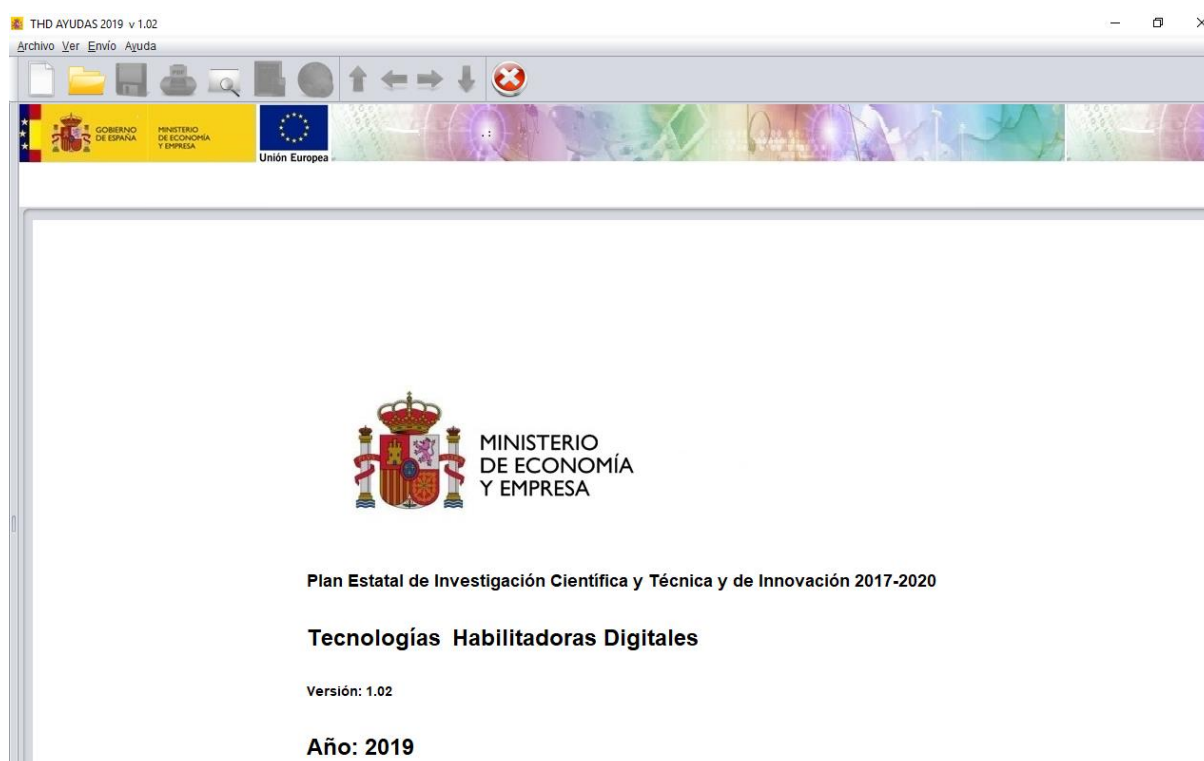 THD AYUDAS 2019 v 1.02
Archivo Ver Envío Ayuda
GOBIERNO
DE ESPAÑA
MINISTERIO
DE ECONOMÍA
Y EMPRESA
Unión Europea
MINISTERIO
DE ECONOMÍA
Y EMPRESA
Plan Estatal de Investigación Científica y Técnica y de Innovación 2017-2020
Tecnologías Habilitadoras Digitales
Versión: 1.02
Año: 2019